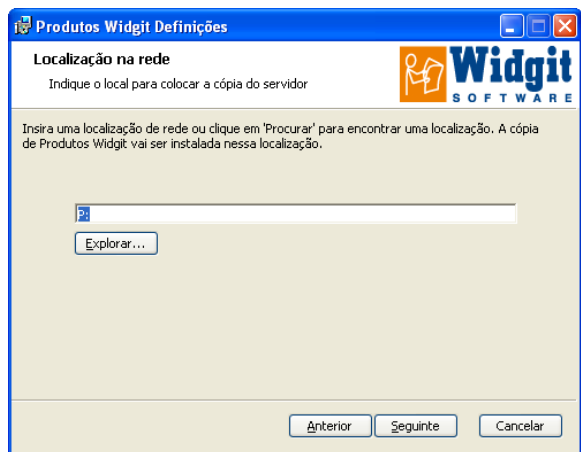 Produtos Widgit Definições
Localização na rede
Indique o local para colocar a cópia do servidor
Widgit
SOFTWARE
Insira uma localização de rede ou clique em 'Procurar' para encontrar uma localização. A cópia
de Produtos Widgit vai ser instalada nessa localização.
P:
Explorar...
Anterior Seguinte Cancelar